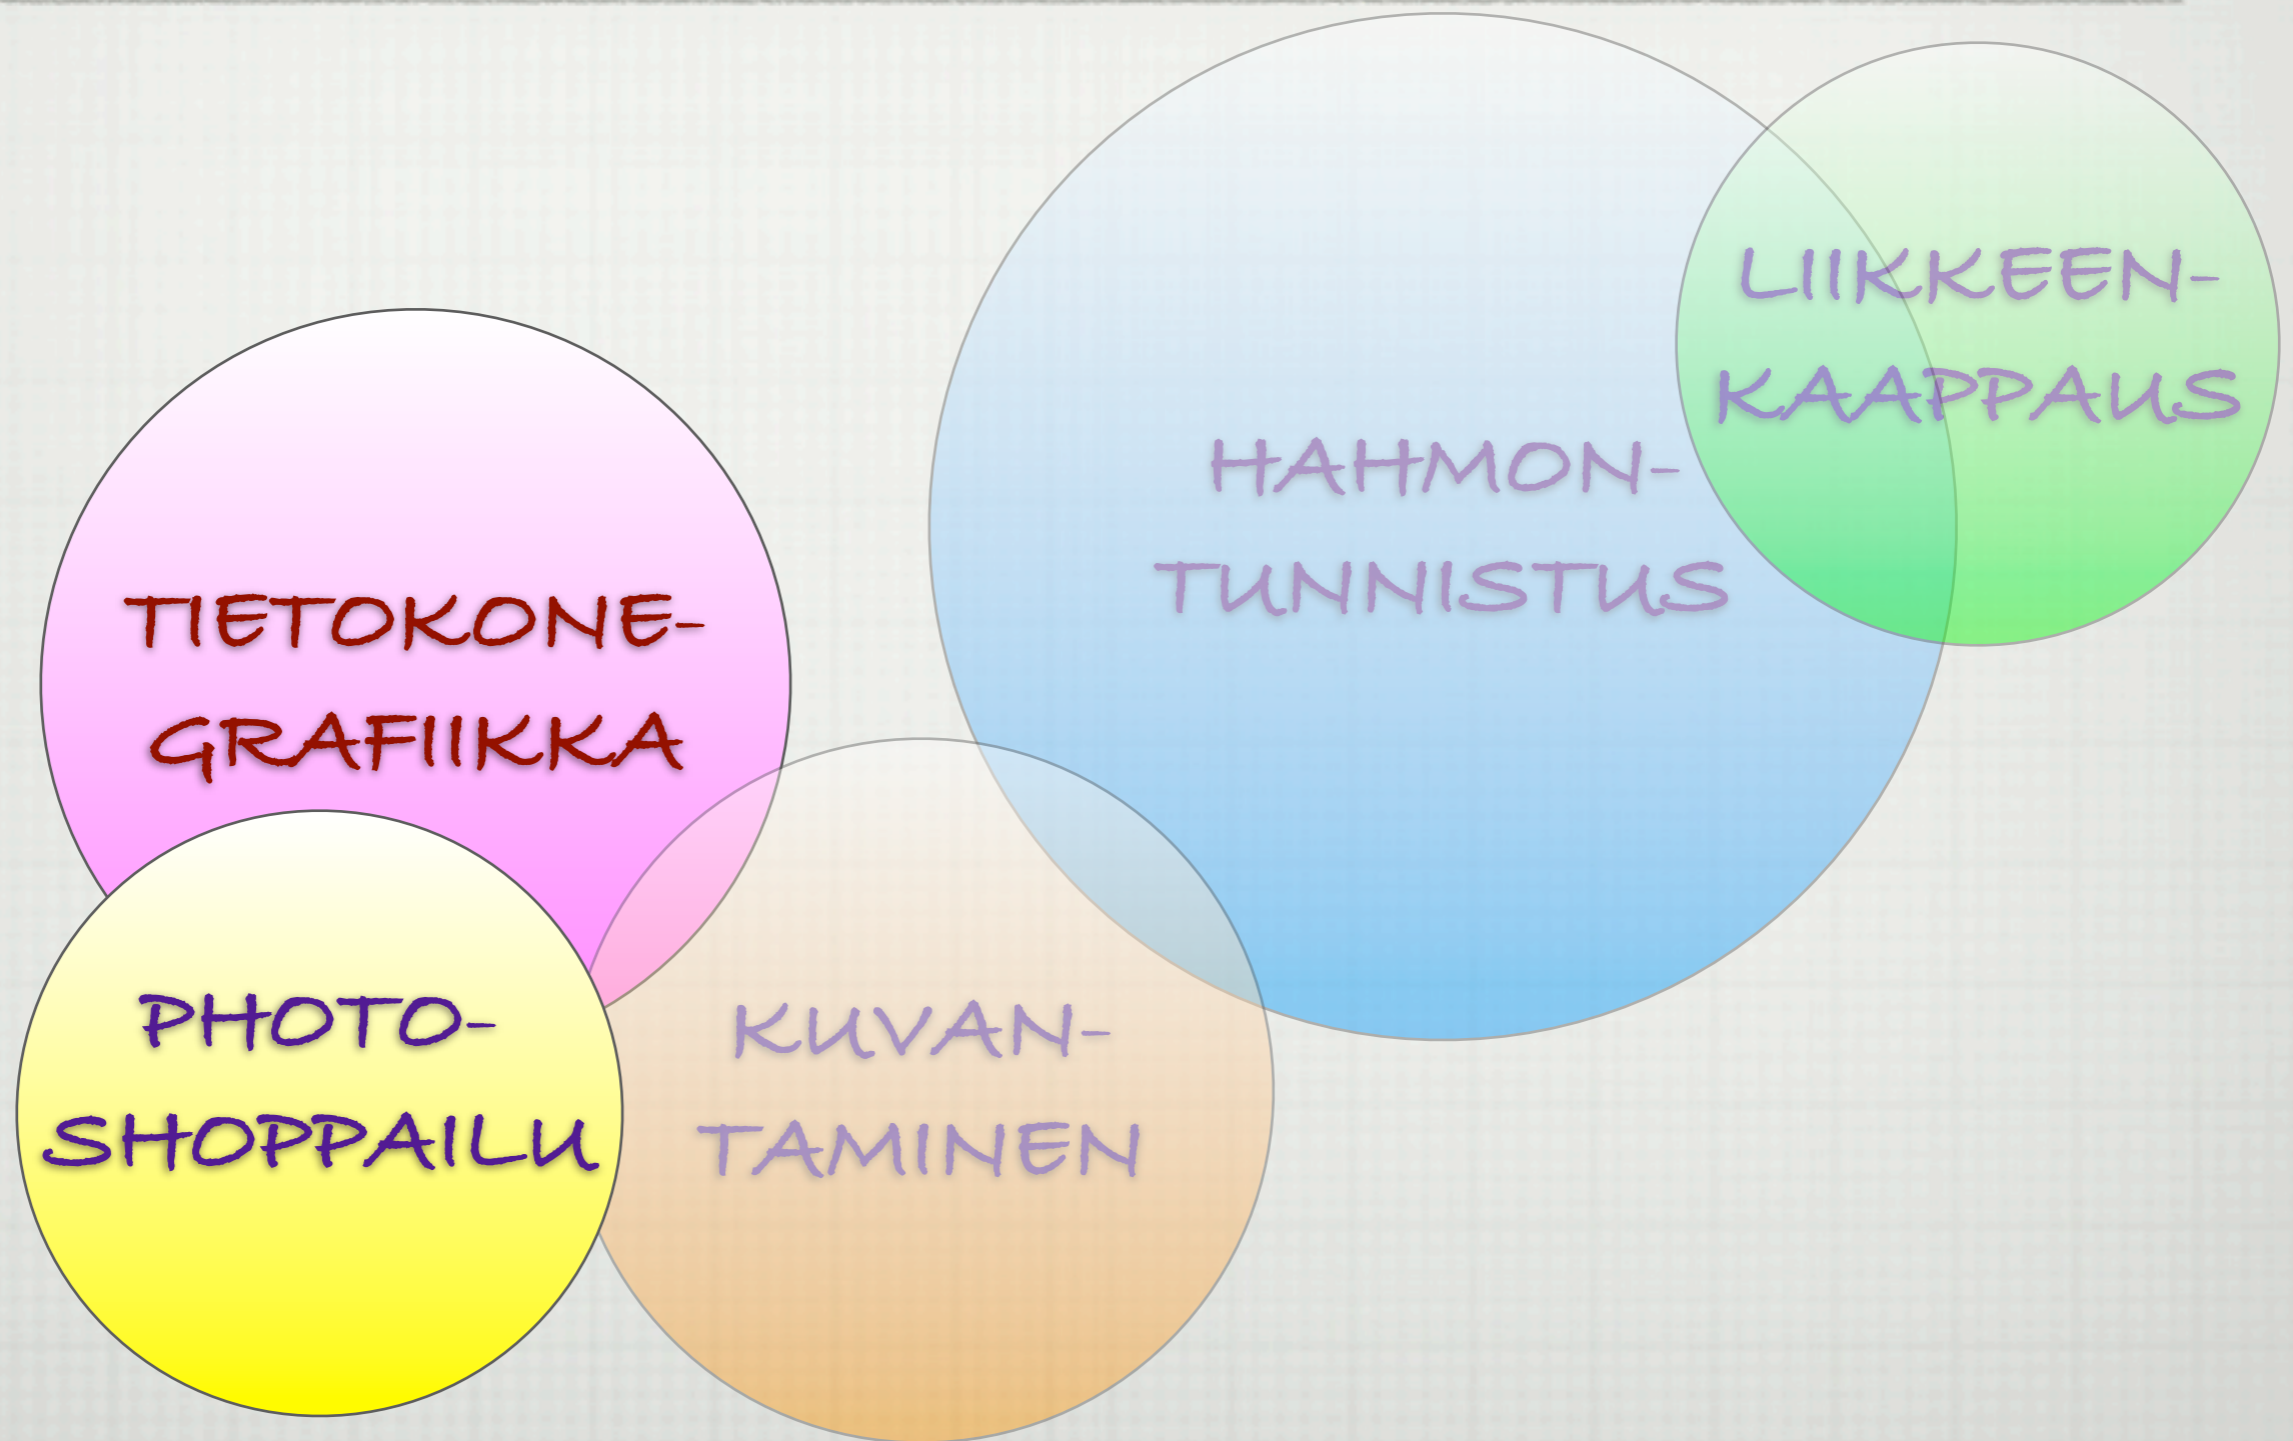 LIIKKEEN-
KAAPPAUS
HAHMON-
TUNNISTUS
TIETOKONE-
GRAFIIKKA
PHOTO-
SHOPPAILU
KUVAN-
TAMINEN